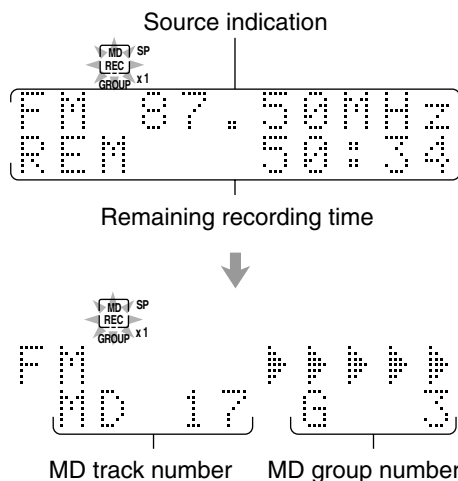 Source indication
MD SP
REC
GROUP x1
FM 87.50MHz
REM 50:34
Remaining recording time
MD SP
REC
GROUP x1
FM
MD 17 G 3
MD track number MD group number